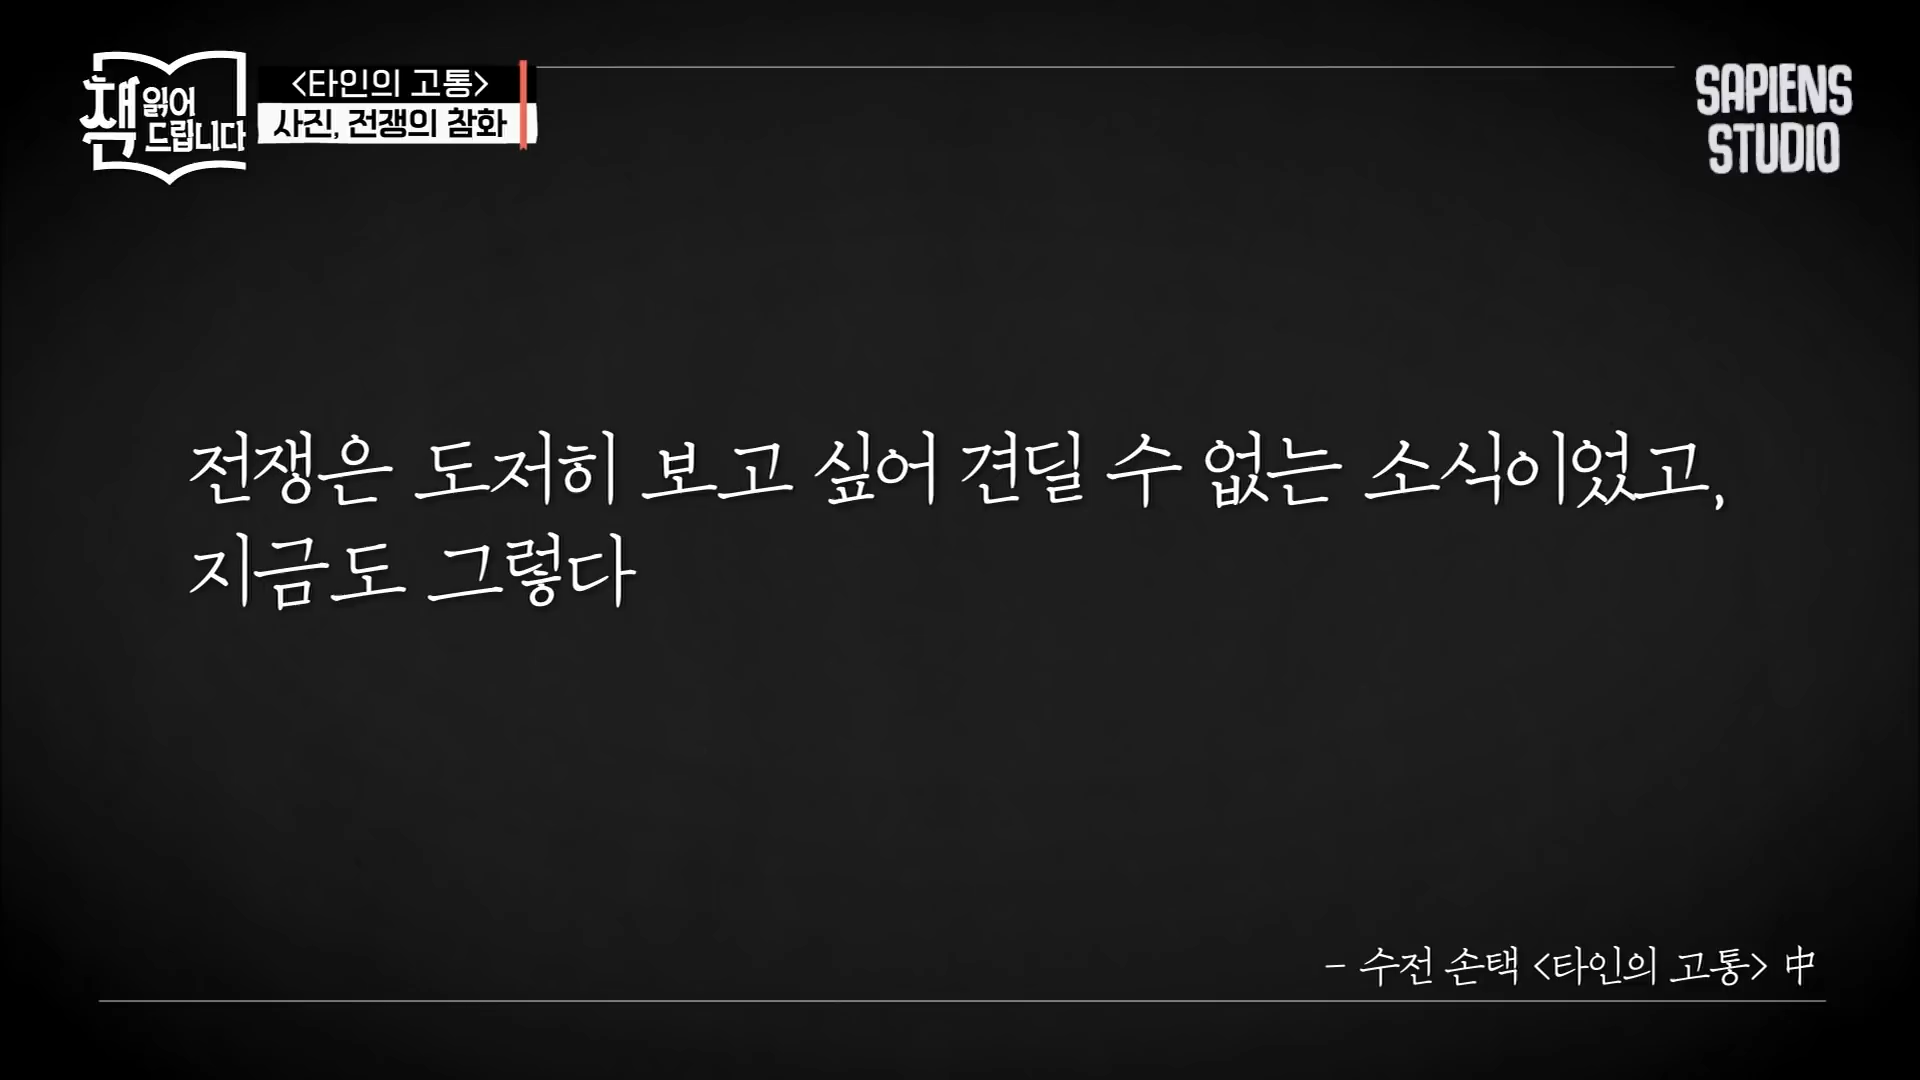 책 읽어
드립니다
<타인의 고통>
사진, 전쟁의 참화
SAPIENS
STUDIO
전쟁은 도저히 보고 싶어 견딜 수 없는 소식이었고,
지금도 그렇다
- 수전 손택 <타인의 고통> 中